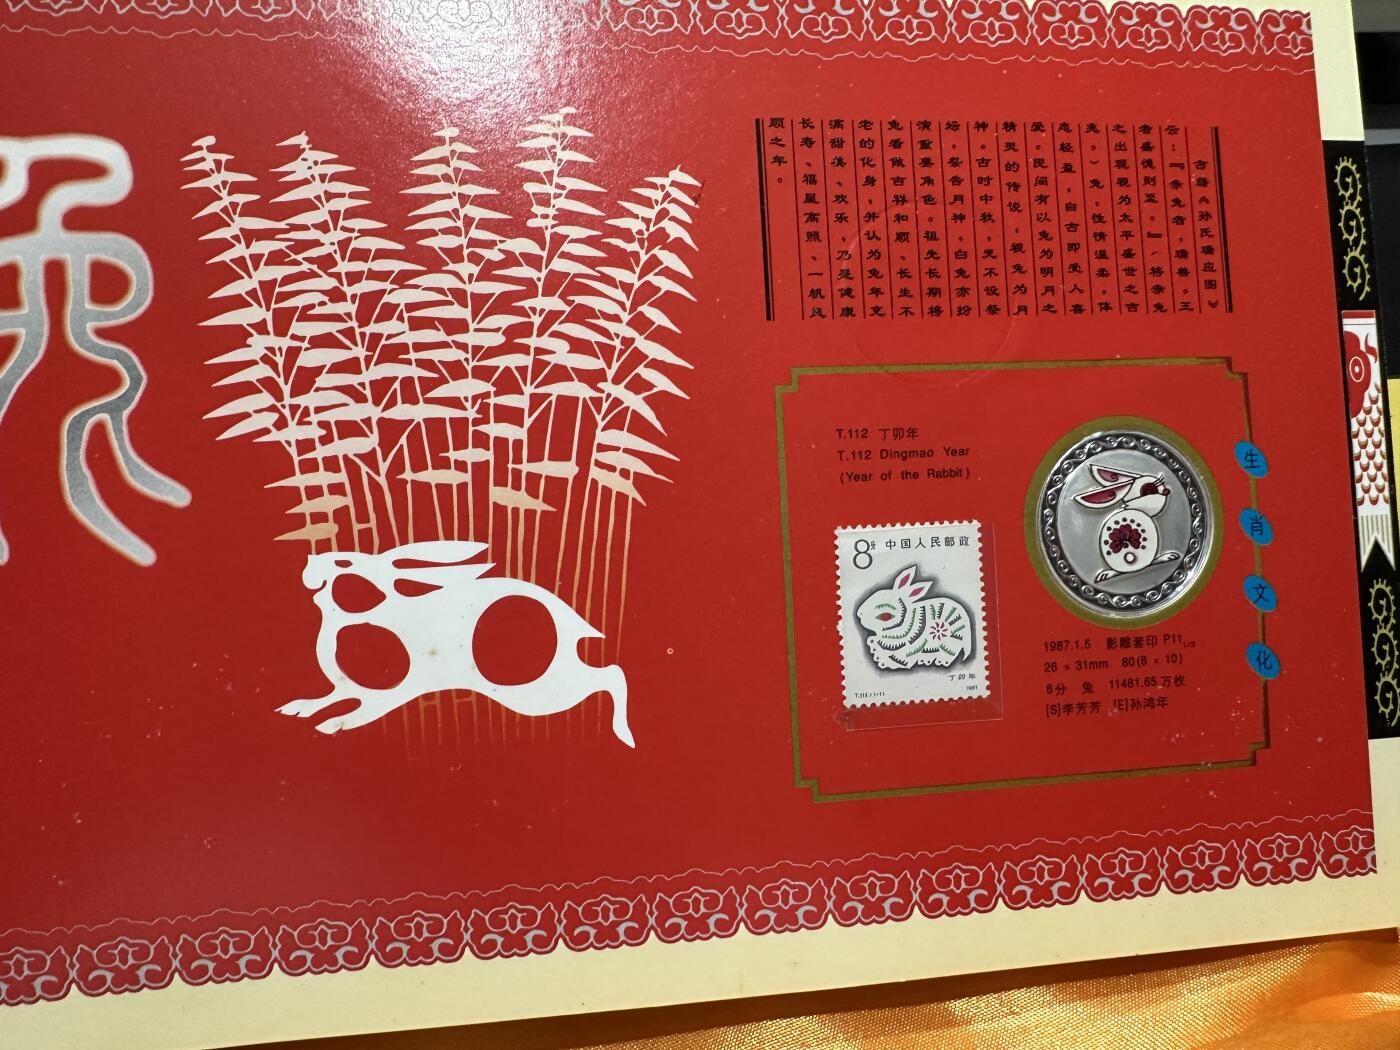 兔
古籍《孙氏瑞应图》
云:『赤兔者,瑞兽。王
者盛德则至。』将赤兔
之出现视为太平盛世之吉
兆。)兔,性情温柔,体
态轻盈,自古即受人喜
爱。民间有以兔为明月之
精灵的传说,视兔为月
神。古时中秋,无不设祭
坛,祭告月神,白兔亦扮
演重要角色。祖先长期将
兔看做吉祥和顺、长生不
老的化身,并认为兔年充
满甜美、欢乐,乃是健康
长寿、福星高照、一帆风
顺之年。
T.112 丁卯年
T.112 Dingmao Year
(Year of the Rabbit)
8分 中国人民邮政
丁卯年
T.112.(1-1)
1987
1987.1.5 影雕套印 P11 1/2
26 × 31mm 80(8 × 10)
8分 兔 11481.65 万枚
[S]李芳芳 [E]孙鸿年
生
肖
文
化